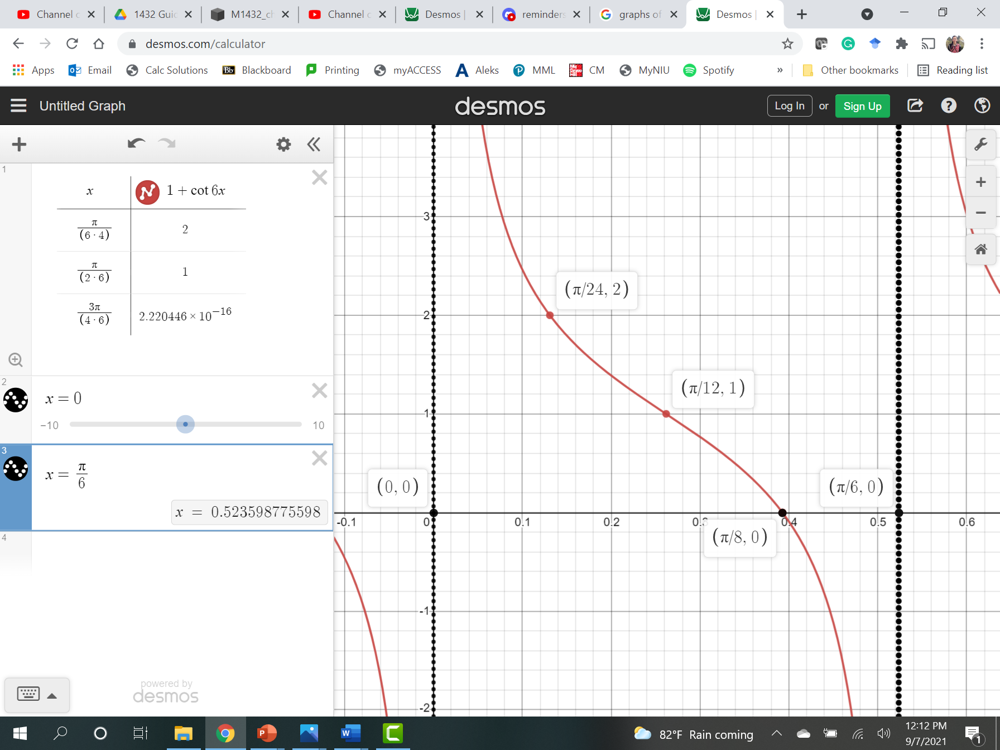 Channel c
1432 Guid
M1432_ch
Channel c
Desmos |
reminders
graphs of
Desmos |
desmos.com/calculator
Apps Email Calc Solutions Bb Blackboard Printing myACCESS Aleks MML CM MyNIU Spotify » Other bookmarks Reading list
Untitled Graph
desmos
Log In or Sign Up
1
x 1 + cot 6x
π/(6 · 4) 2
π/(2 · 6) 1
3π/(4 · 6) 2.220446 × 10^−16
2
x = 0
−10 10
3
x = π/6
x = 0.523598775598
4
powered by
desmos
3
(π/24, 2)
2
(π/12, 1)
1
(0, 0)
(π/6, 0)
-0.1 0 0.1 0.2 0.3 0.4 0.5 0.6
(π/8, 0)
-1
-2
82°F Rain coming
12:12 PM
9/7/2021
1